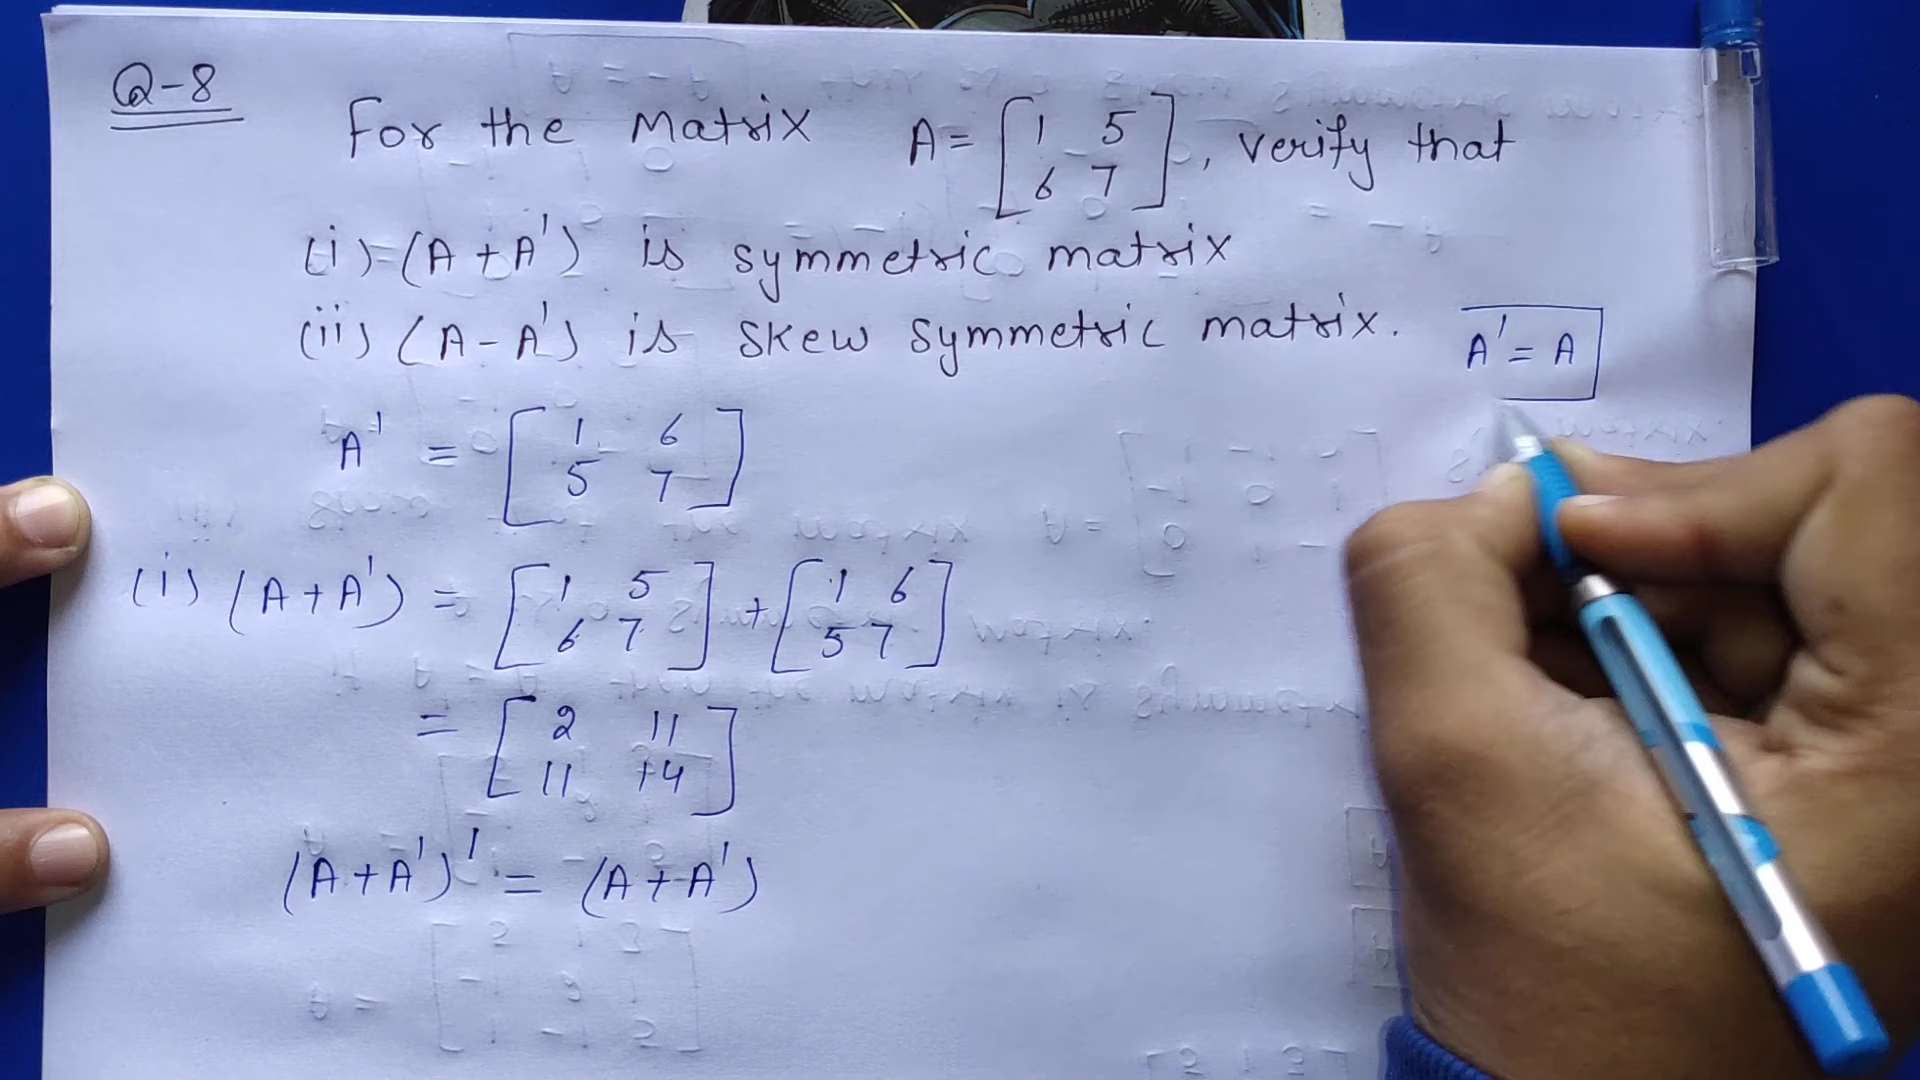 Q-8
For the Matrix A = [1 5
6 7], verify that
(i) (A + A') is symmetric matrix
(ii) (A - A') is skew symmetric matrix.
A' = A
A' = [1 6
5 7]
(i) (A + A') = [1 5
6 7] + [1 6
5 7]
= [2 11
11 14]
(A + A')' = (A + A')